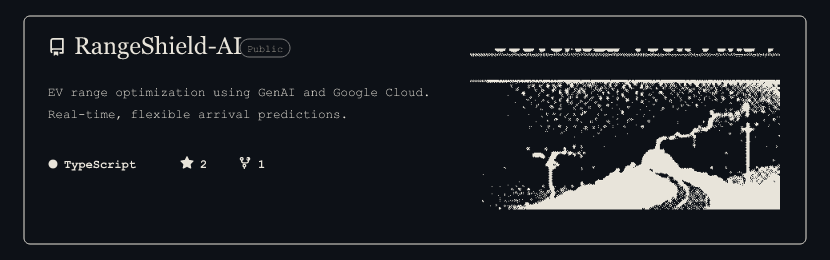 RangeShield-AI
Public
EV range optimization using GenAI and Google Cloud.
Real-time, flexible arrival predictions.
TypeScript 2 1